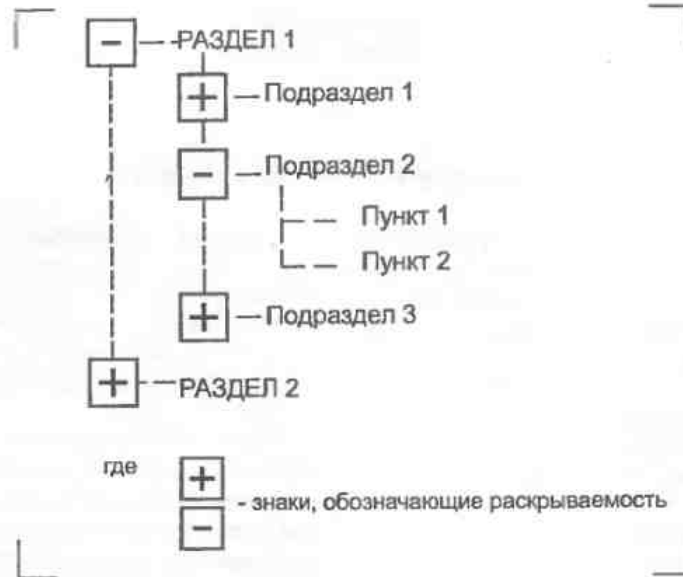 - РАЗДЕЛ 1
+ Подраздел 1
- Подраздел 2
Пункт 1
Пункт 2
+ Подраздел 3
+ РАЗДЕЛ 2
где
+
- знаки, обозначающие раскрываемость
-